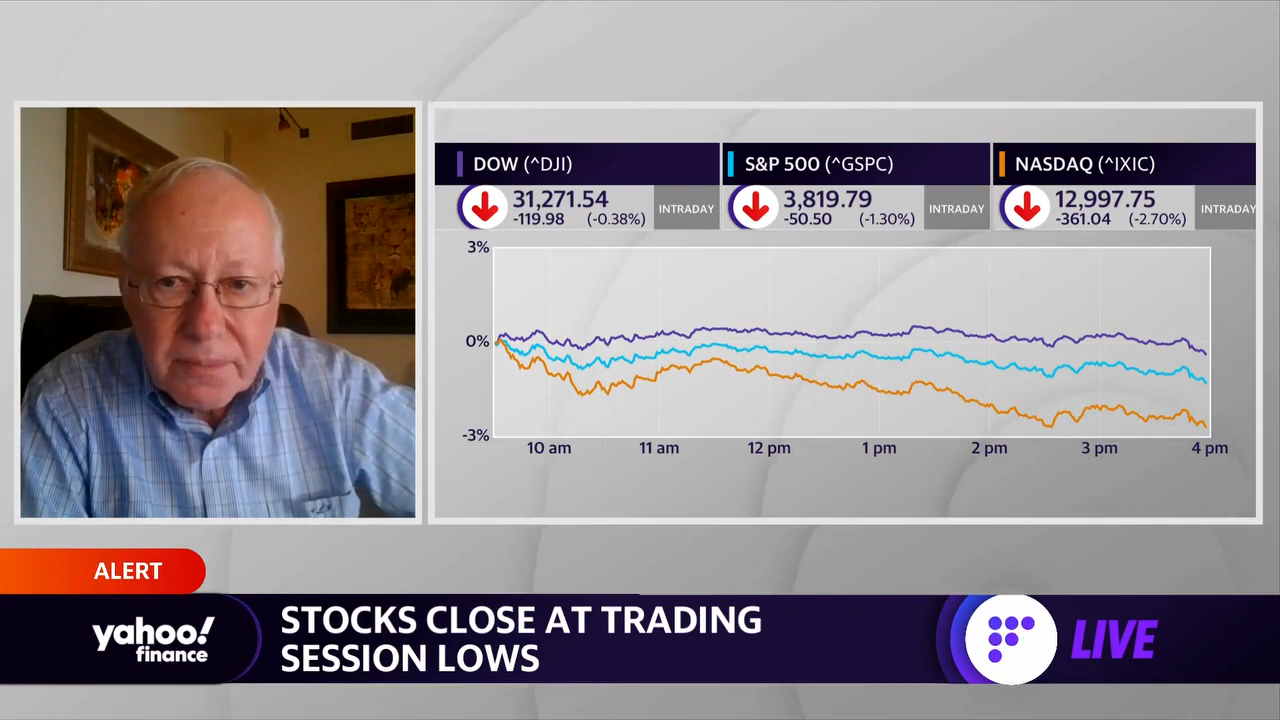 DOW (^DJI)
31,271.54
-119.98 (-0.38%)
INTRADAY
S&P 500 (^GSPC)
3,819.79
-50.50 (-1.30%)
INTRADAY
NASDAQ (^IXIC)
12,997.75
-361.04 (-2.70%)
INTRADAY
3%
0%
-3%
10 am 11 am 12 pm 1 pm 2 pm 3 pm 4 pm
ALERT
yahoo!
finance
STOCKS CLOSE AT TRADING
SESSION LOWS
LIVE